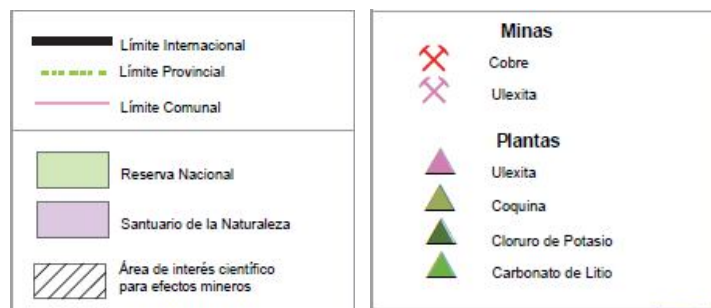 Límite Internacional
Límite Provincial
Límite Comunal
Reserva Nacional
Santuario de la Naturaleza
Área de interés científico
para efectos mineros
Minas
Cobre
Ulexita
Plantas
Ulexita
Coquina
Cloruro de Potasio
Carbonato de Litio